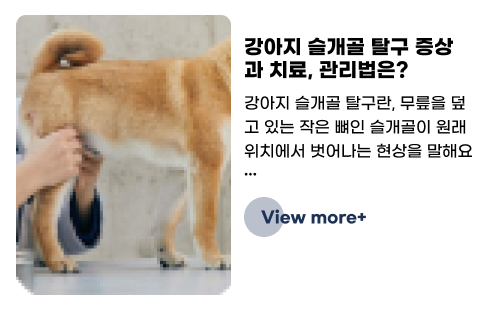 강아지 슬개골 탈구 증상
과 치료, 관리법은?
강아지 슬개골 탈구란, 무릎을 덮
고 있는 작은 뼈인 슬개골이 원래
위치에서 벗어나는 현상을 말해요
...
View more+